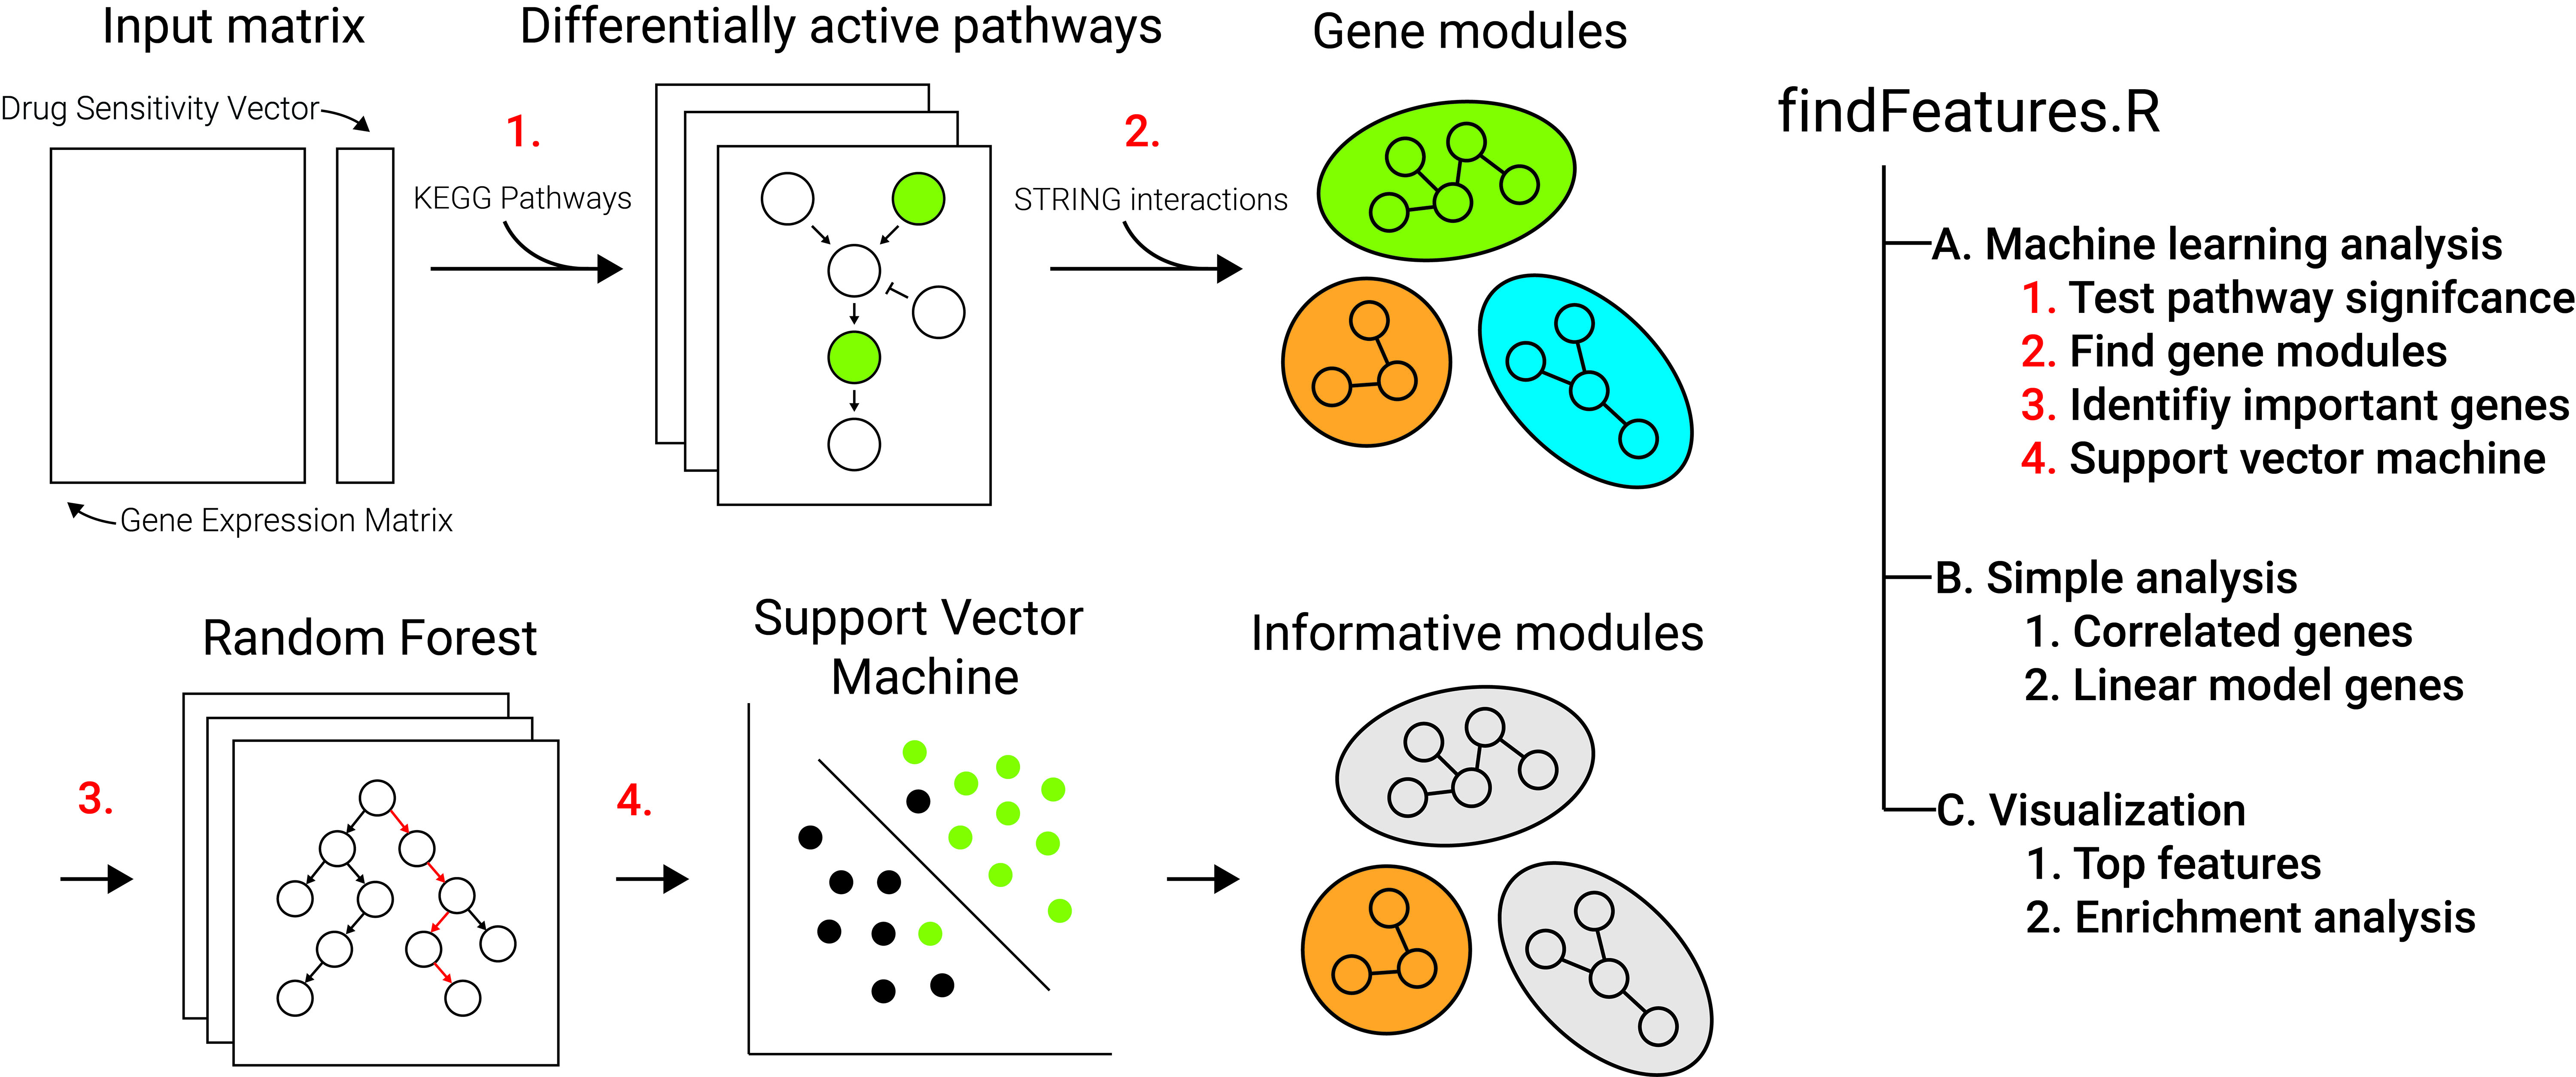 Input matrix
Differentially active pathways
Gene modules
Drug Sensitivity Vector
1.
KEGG Pathways
2.
STRING interactions
Gene Expression Matrix
3.
Random Forest
4.
Support Vector
Machine
Informative modules
findFeatures.R
A. Machine learning analysis
1. Test pathway signifcance
2. Find gene modules
3. Identifiy important genes
4. Support vector machine
B. Simple analysis
1. Correlated genes
2. Linear model genes
C. Visualization
1. Top features
2. Enrichment analysis